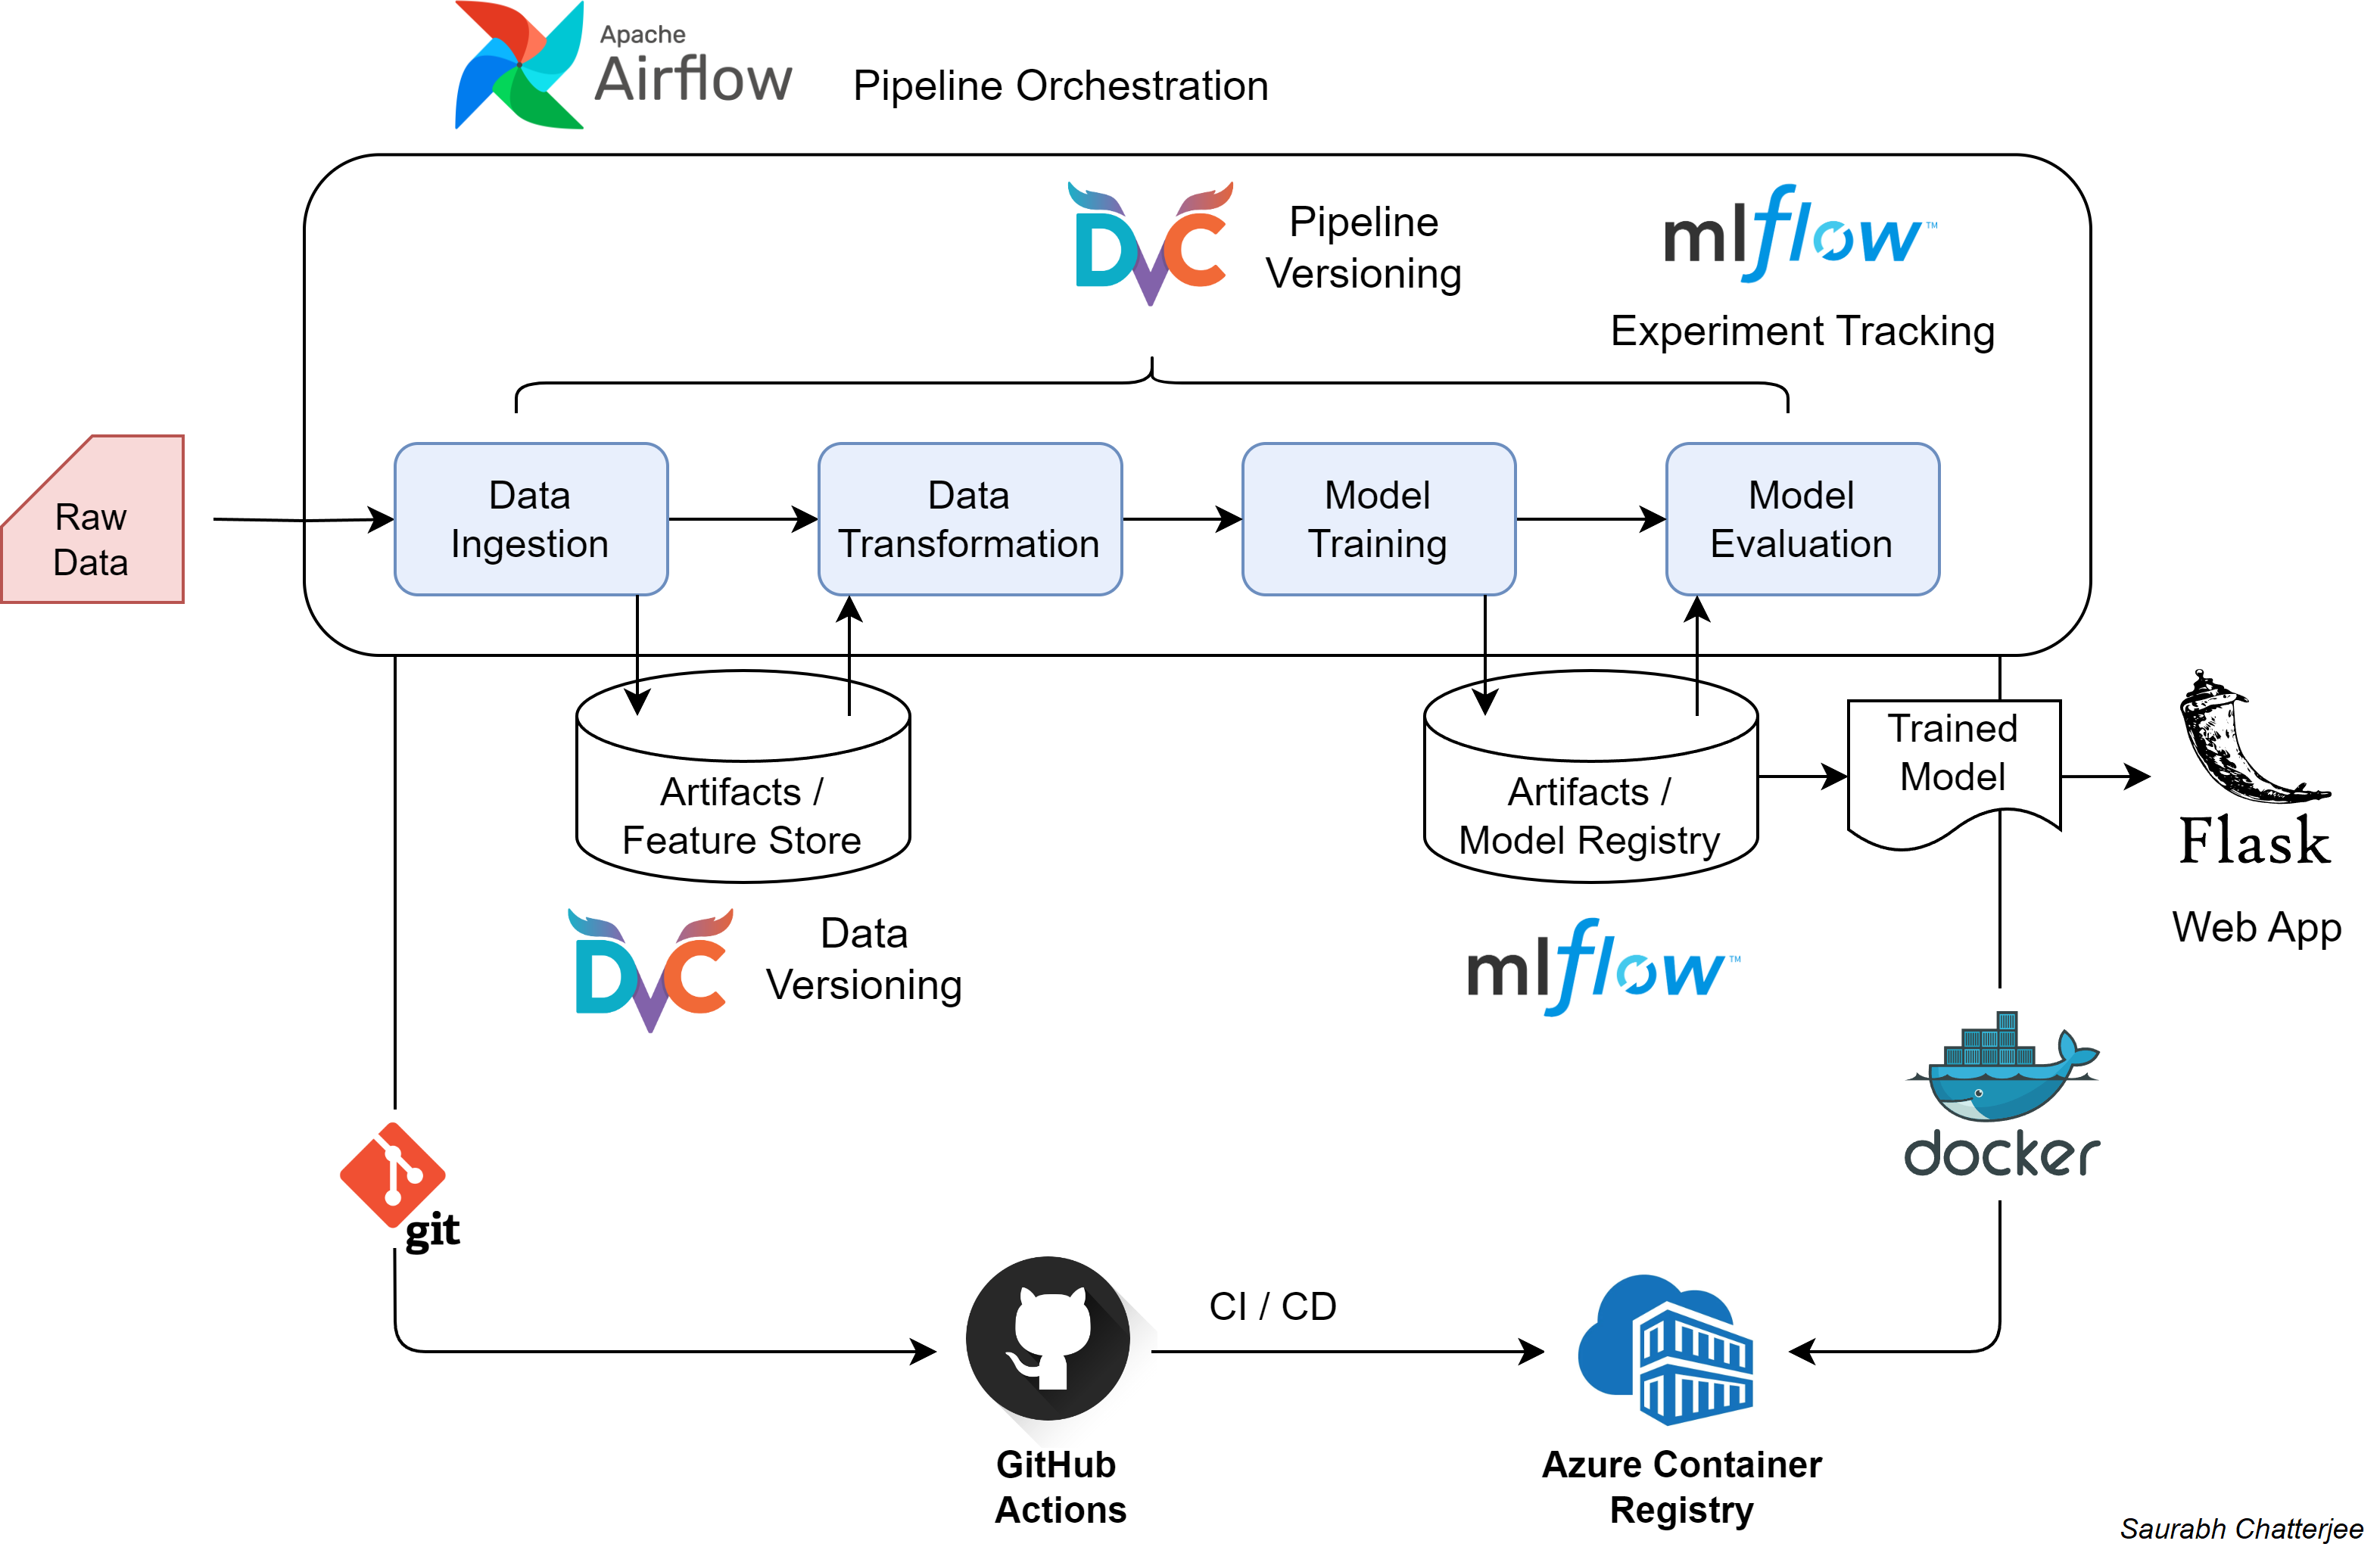 Apache
Airflow
Pipeline Orchestration
DVC
Pipeline
Versioning
mlflow™
Experiment Tracking
Raw
Data
Data
Ingestion
Data
Transformation
Model
Training
Model
Evaluation
Artifacts /
Feature Store
Artifacts /
Model Registry
Trained
Model
Flask
Web App
DVC
Data
Versioning
mlflow™
docker
git
CI / CD
GitHub
Actions
Azure Container
Registry
Saurabh Chatterjee